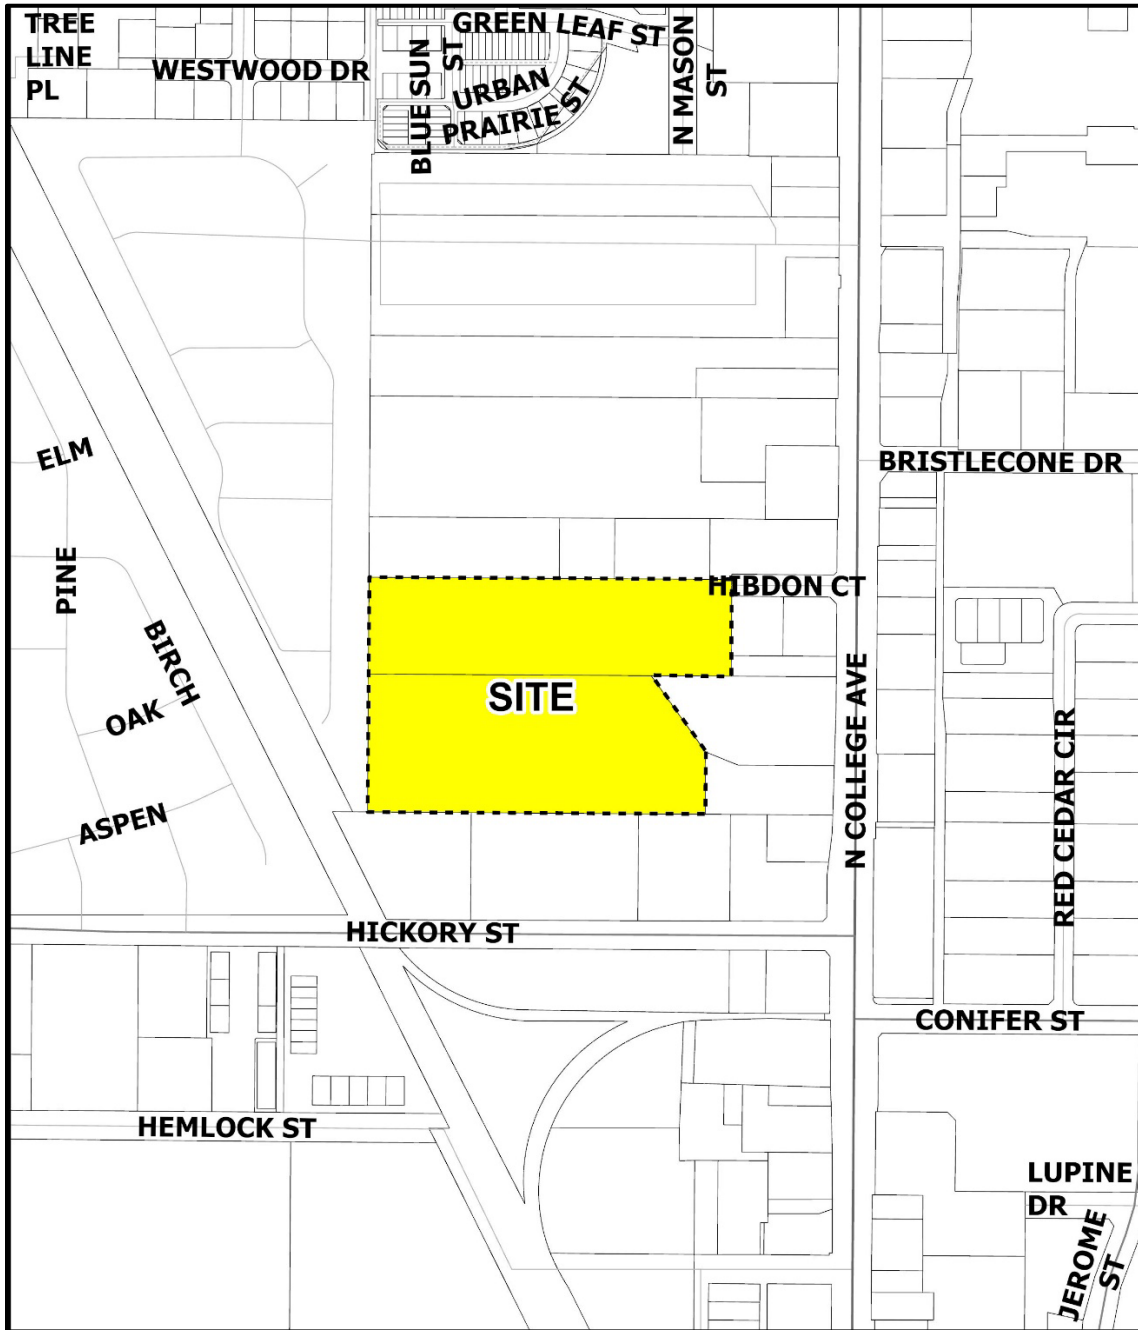 TREE
LINE
PL
WESTWOOD DR
BLUE SUN
ST
GREEN LEAF ST
URBAN
PRAIRIE ST
N MASON
ST
ELM
PINE
BIRCH
OAK
ASPEN
BRISTLECONE DR
HIBDON CT
SITE
N COLLEGE AVE
RED CEDAR CIR
HICKORY ST
CONIFER ST
HEMLOCK ST
LUPINE
DR
JEROME
ST